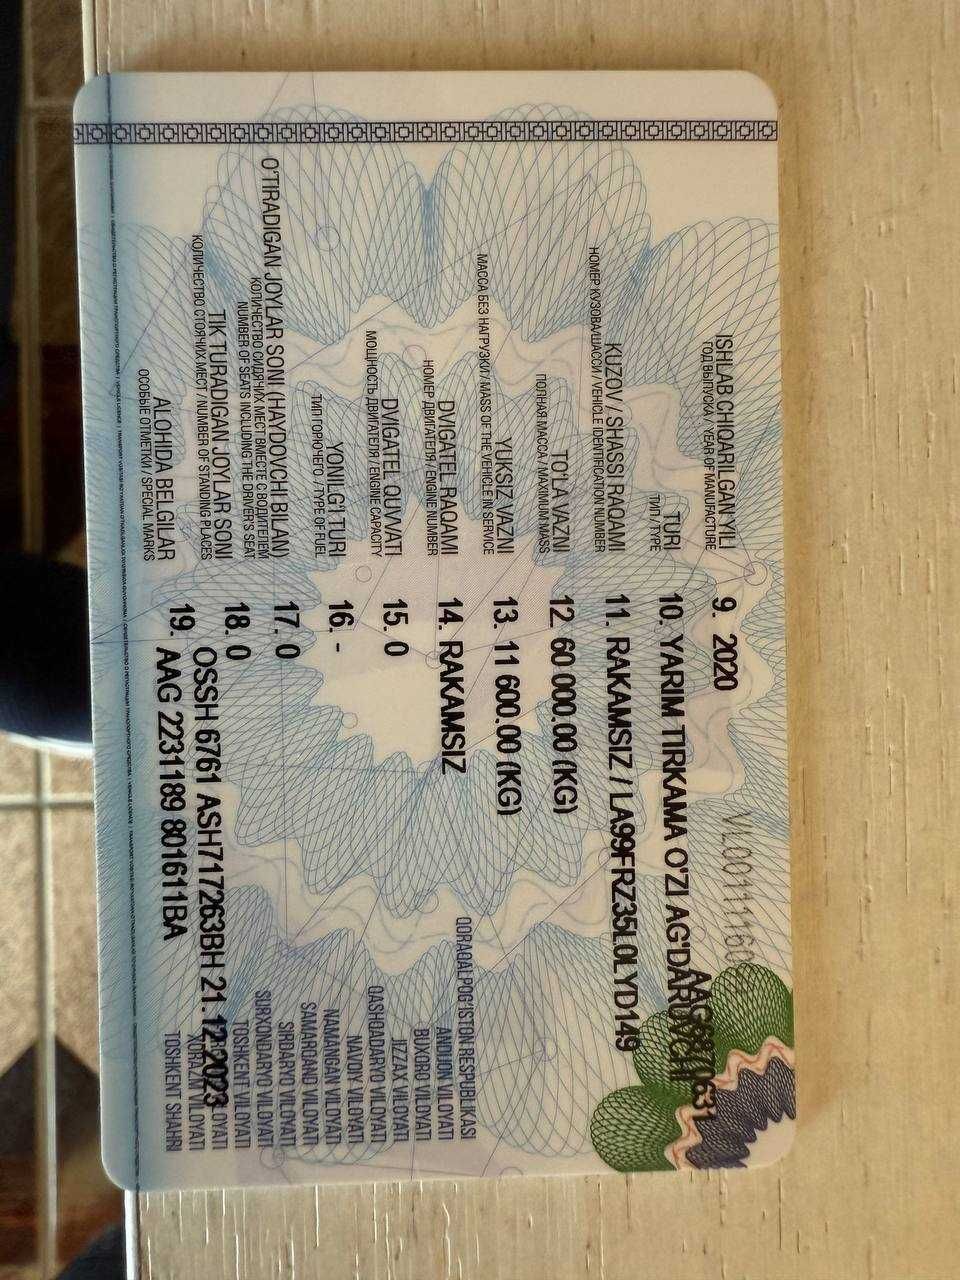 ISHLAB CHIQARILGAN YILI 9. 2020
ГОД ВЫПУСКА / YEAR OF MANUFACTURE
TURI 10. YARIM TIRKAMA O'ZI AG'DARUVCHI
ТИП / TYPE
KUZOV / SHASSI RAQAMI 11. RAKAMSIZ / LA99FRZ35L0LYD149
НОМЕР КУЗОВА/ШАССИ / VEHICLE IDENTIFICATION NUMBER
TO'LA VAZNI 12. 60 000.00 (KG)
ПОЛНАЯ МАССА / MAXIMUM MASS
YUKSIZ VAZNI 13. 11 600.00 (KG)
МАССА БЕЗ НАГРУЗКИ / MASS OF THE VEHICLE IN SERVICE
DVIGATEL RAQAMI 14. RAKAMSIZ
НОМЕР ДВИГАТЕЛЯ / ENGINE NUMBER
DVIGATEL QUVVATI 15. 0
МОЩНОСТЬ ДВИГАТЕЛЯ / ENGINE CAPACITY
YONILG'I TURI 16. -
ТИП ГОРЮЧЕГО / TYPE OF FUEL
O'TIRADIGAN JOYLAR SONI (HAYDOVCHI BILAN) 17. 0
КОЛИЧЕСТВО СИДЯЧИХ МЕСТ ВМЕСТЕ С ВОДИТЕЛЕМ
NUMBER OF SEATS INCLUDING THE DRIVER'S SEAT
TIK TURADIGAN JOYLAR SONI 18. 0
КОЛИЧЕСТВО СТОЯЧИХ МЕСТ / NUMBER OF STANDING PLACES
OSSH 6761 ASH717263BH 21.12.2023
ALOHIDA BELGILAR 19. AAG 2231189 801611BA
ОСОБЫЕ ОТМЕТКИ / SPECIAL MARKS
QORAQALPOG'ISTON RESPUBLIKASI
ANDIJON VILOYATI
BUXORO VILOYATI
JIZZAX VILOYATI
QASHQADARYO VILOYATI
NAVOIY VILOYATI
NAMANGAN VILOYATI
SAMARQAND VILOYATI
SIRDARYO VILOYATI
SURXONDARYO VILOYATI
TOSHKENT VILOYATI
XORAZM VILOYATI
TOSHKENT SHAHRI